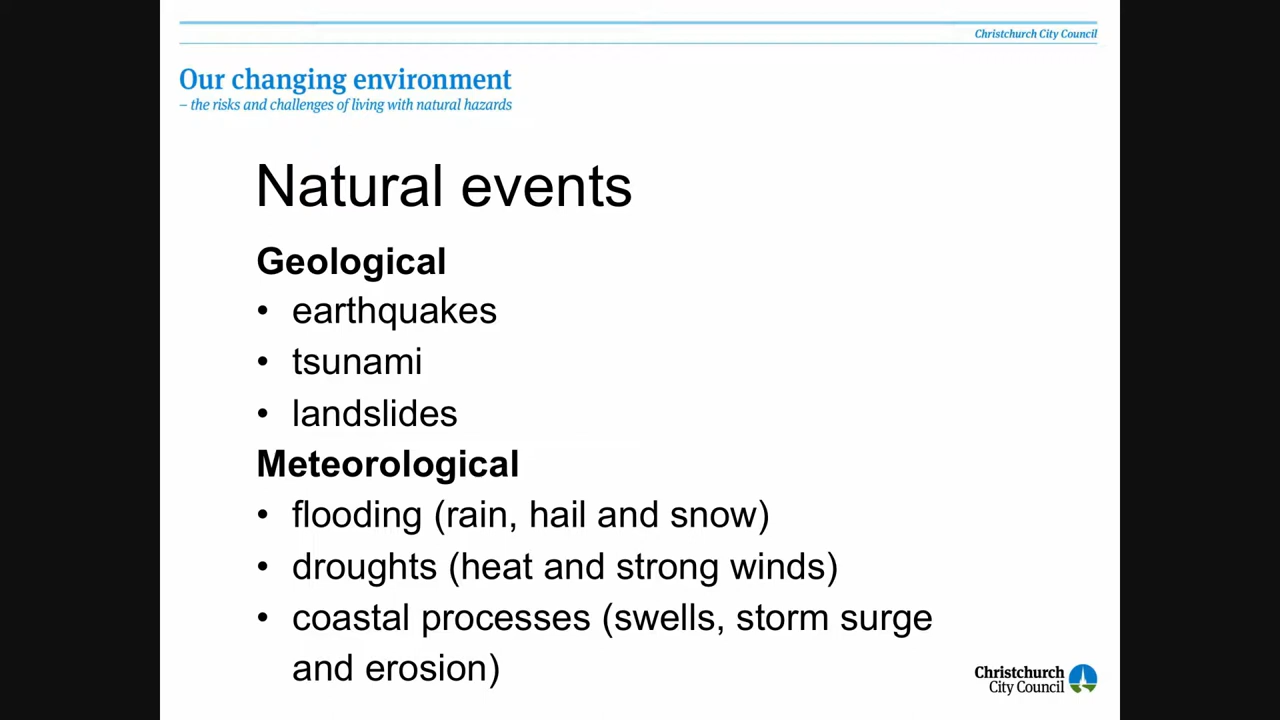 Christchurch City Council
Our changing environment
– the risks and challenges of living with natural hazards
Natural events
Geological
• earthquakes
• tsunami
• landslides
Meteorological
• flooding (rain, hail and snow)
• droughts (heat and strong winds)
• coastal processes (swells, storm surge
and erosion)
Christchurch
City Council